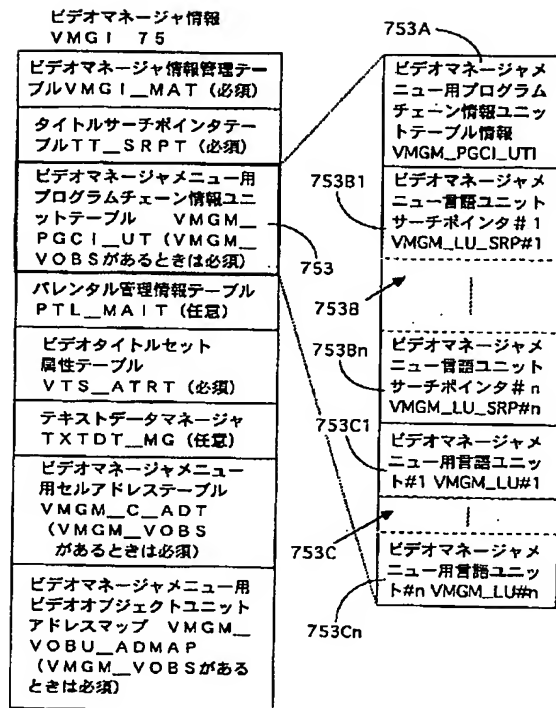 ビデオマネージャ情報
VMGI 75
ビデオマネージャ情報管理テー
ブルVMGI_MAT(必須)
タイトルサーチポインタテー
ブルTT_SRPT(必須)
ビデオマネージャメニュー用
プログラムチェーン情報ユニ
ットテーブル VMGM_
PGCI_UT(VMGM_
VOBSがあるときは必須)
パレンタル管理情報テーブル
PTL_MAIT(任意)
ビデオタイトルセット
属性テーブル
VTS_ATRT(必須)
テキストデータマネージャ
TXTDT_MG(任意)
ビデオマネージャメニュー
用セルアドレステーブル
VMGM_C_ADT
(VMGM_VOBS
があるときは必須)
ビデオマネージャメニュー用
ビデオオブジェクトユニット
アドレスマップ VMGM_
VOBU_ADMAP
(VMGM_VOBSがある
ときは必須)
753
753A
ビデオマネージャメ
ニュー用プログラム
チェーン情報ユニッ
トテーブル情報
VMGM_PGCI_UTI
753B1
ビデオマネージャメ
ニュー言語ユニット
サーチポインタ#1
VMGM_LU_SRP#1
753B
753Bn
ビデオマネージャメ
ニュー言語ユニット
サーチポインタ#n
VMGM_LU_SRP#n
753C1
ビデオマネージャメ
ニュー用言語ユニッ
ト#1 VMGM_LU#1
753C
ビデオマネージャメ
ニュー用言語ユニッ
ト#n VMGM_LU#n
753Cn